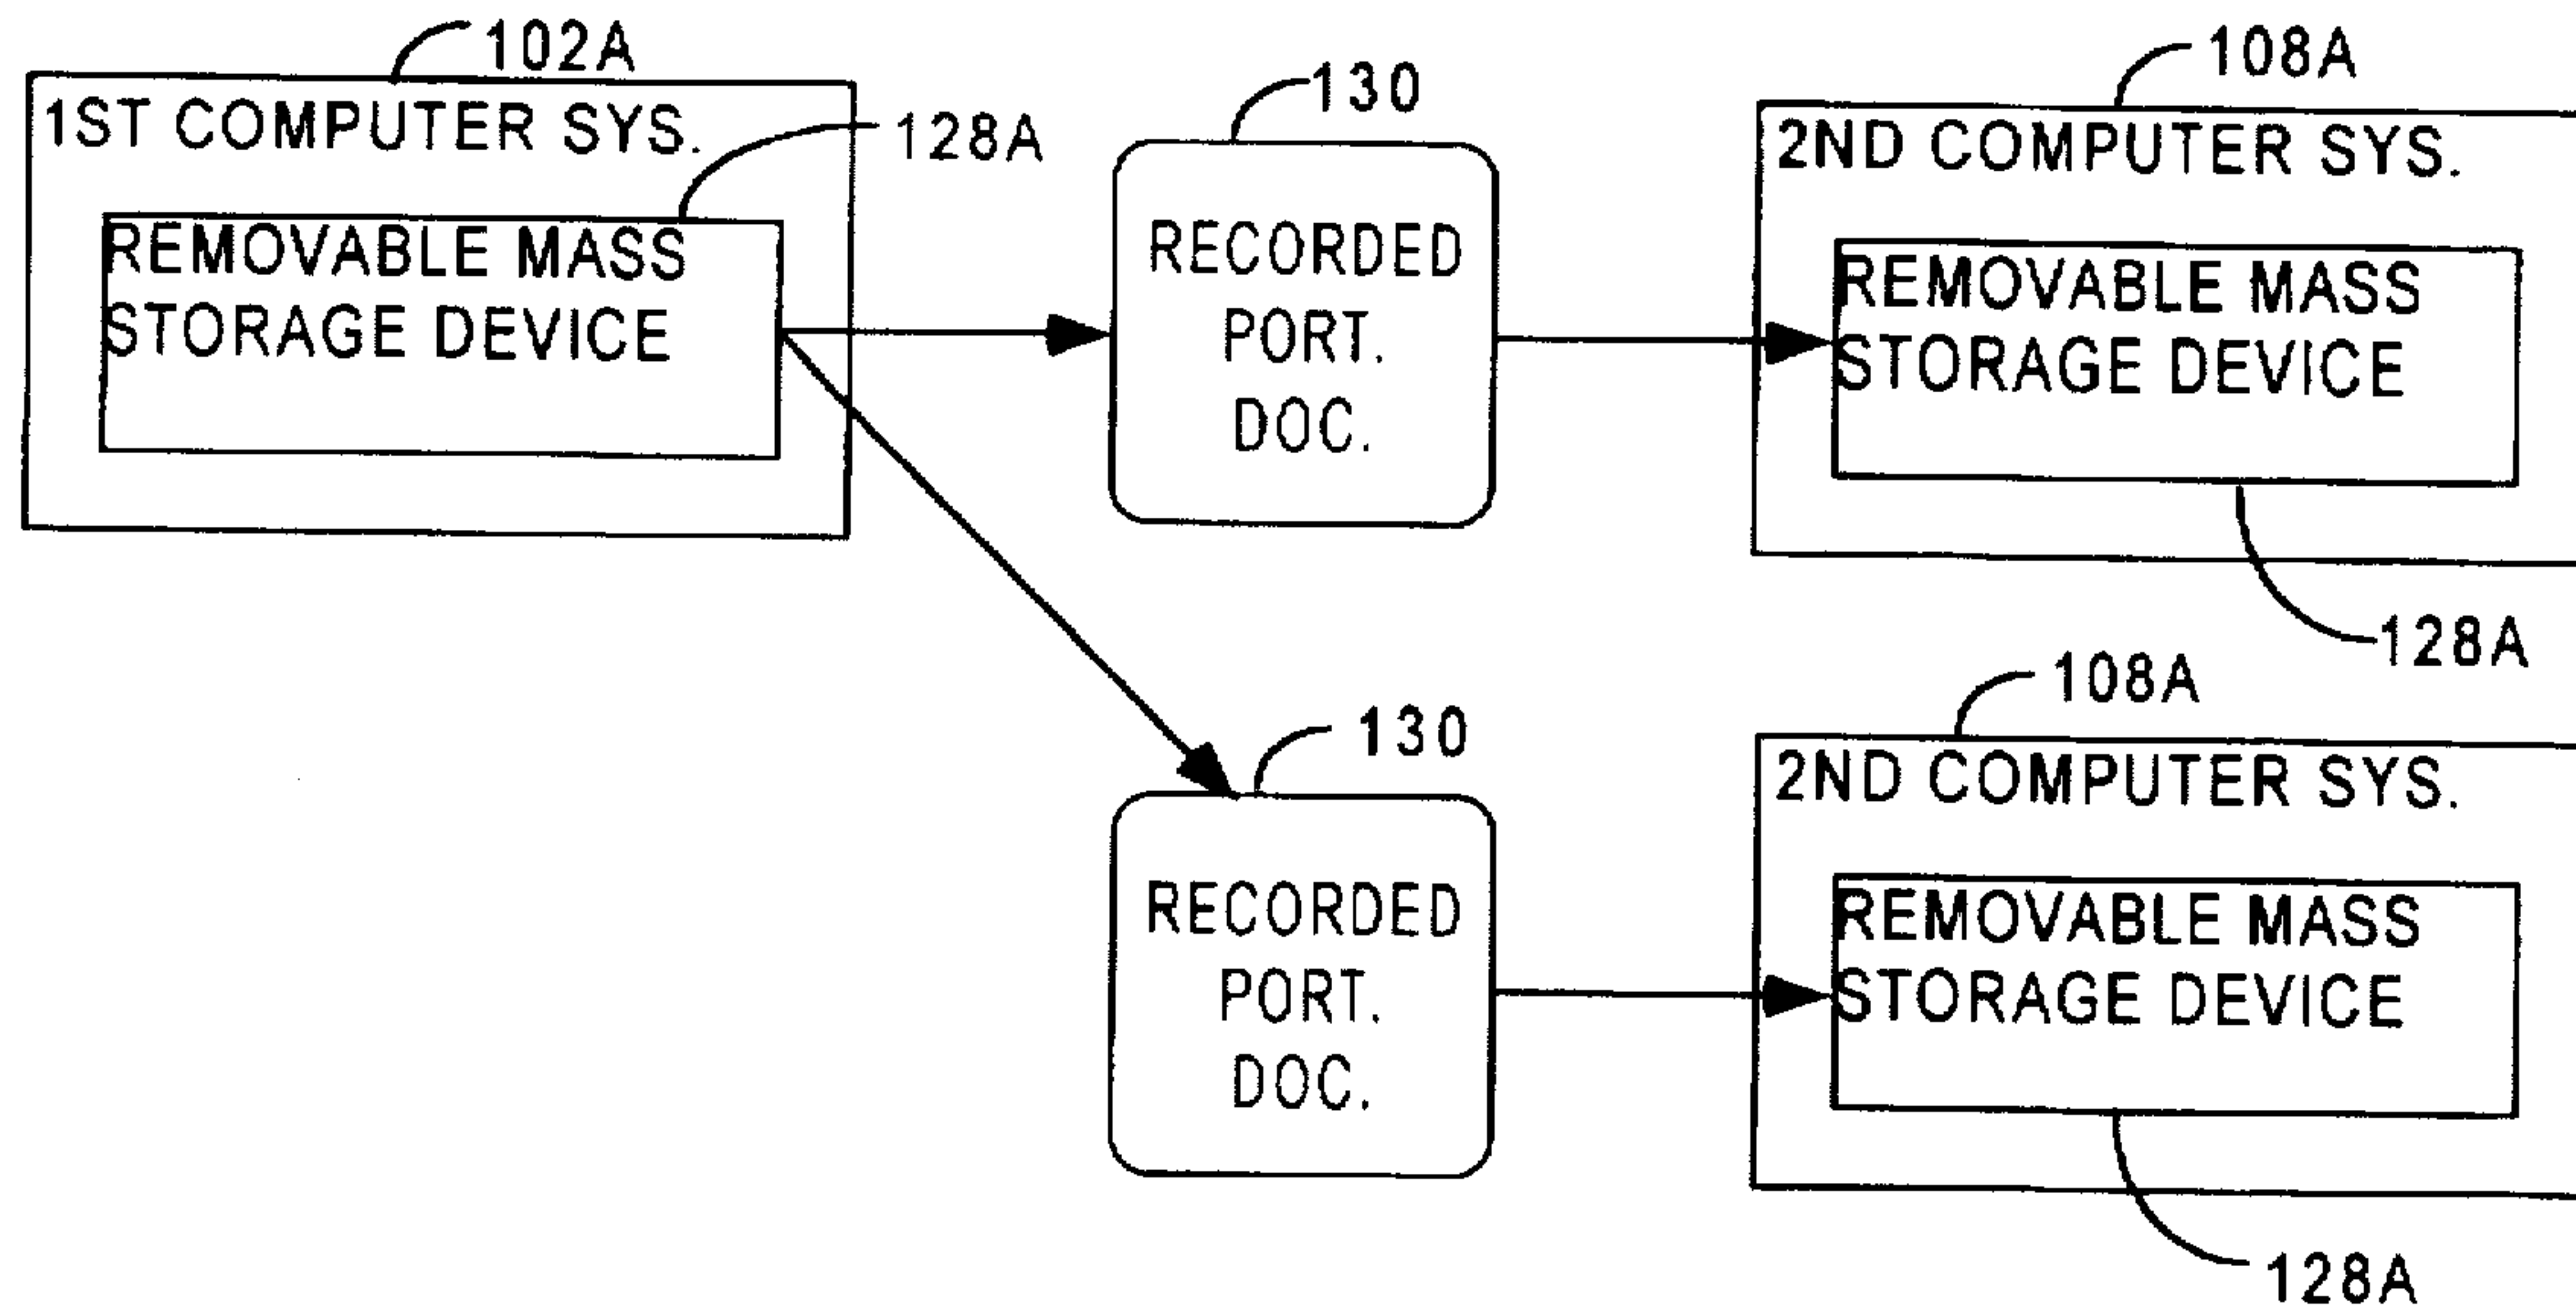 102A
1ST COMPUTER SYS.
128A
REMOVABLE MASS
STORAGE DEVICE
130
RECORDED
PORT.
DOC.
108A
2ND COMPUTER SYS.
REMOVABLE MASS
STORAGE DEVICE
128A
130
RECORDED
PORT.
DOC.
108A
2ND COMPUTER SYS.
REMOVABLE MASS
STORAGE DEVICE
128A